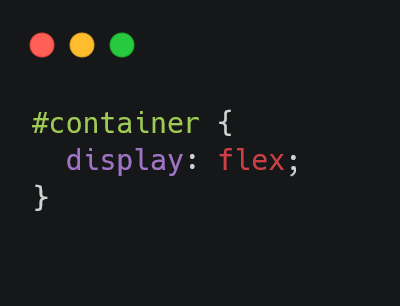 #container {
  display: flex;
}